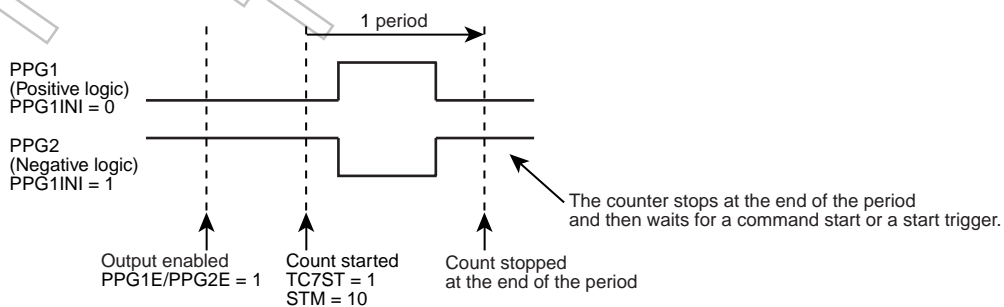 1 period
PPG1
(Positive logic)
PPG1INI = 0
PPG2
(Negative logic)
PPG1INI = 1
The counter stops at the end of the period
and then waits for a command start or a start trigger.
Output enabled
PPG1E/PPG2E = 1
Count started
TC7ST = 1
STM = 10
Count stopped
at the end of the period